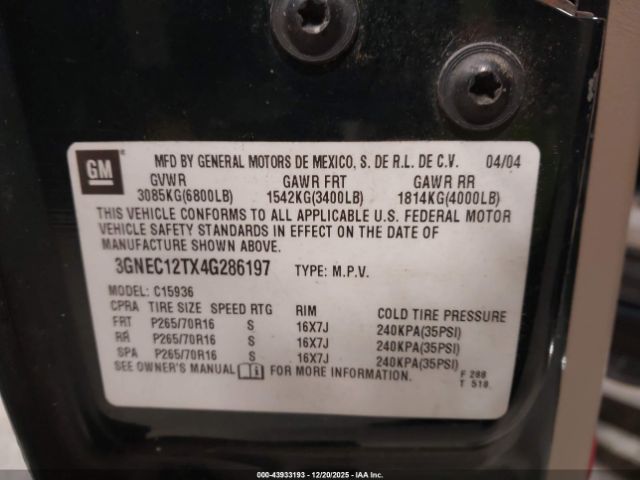 GM
MFD BY GENERAL MOTORS DE MEXICO, S. DE R.L. DE C.V. 04/04
GVWR GAWR FRT GAWR RR
3085KG(6800LB) 1542KG(3400LB) 1814KG(4000LB)
THIS VEHICLE CONFORMS TO ALL APPLICABLE U.S. FEDERAL MOTOR
VEHICLE SAFETY STANDARDS IN EFFECT ON THE DATE OF
MANUFACTURE SHOWN ABOVE.
3GNEC12TX4G286197 TYPE: M.P.V.
MODEL: C15936
CPRA TIRE SIZE SPEED RTG RIM COLD TIRE PRESSURE
FRT P265/70R16 S 16X7J 240KPA(35PSI)
RR P265/70R16 S 16X7J 240KPA(35PSI)
SPA P265/70R16 S 16X7J 240KPA(35PSI)
SEE OWNER'S MANUAL FOR MORE INFORMATION.
F 288
T 518
000-43933193 - 12/20/2025 - IAA Inc.